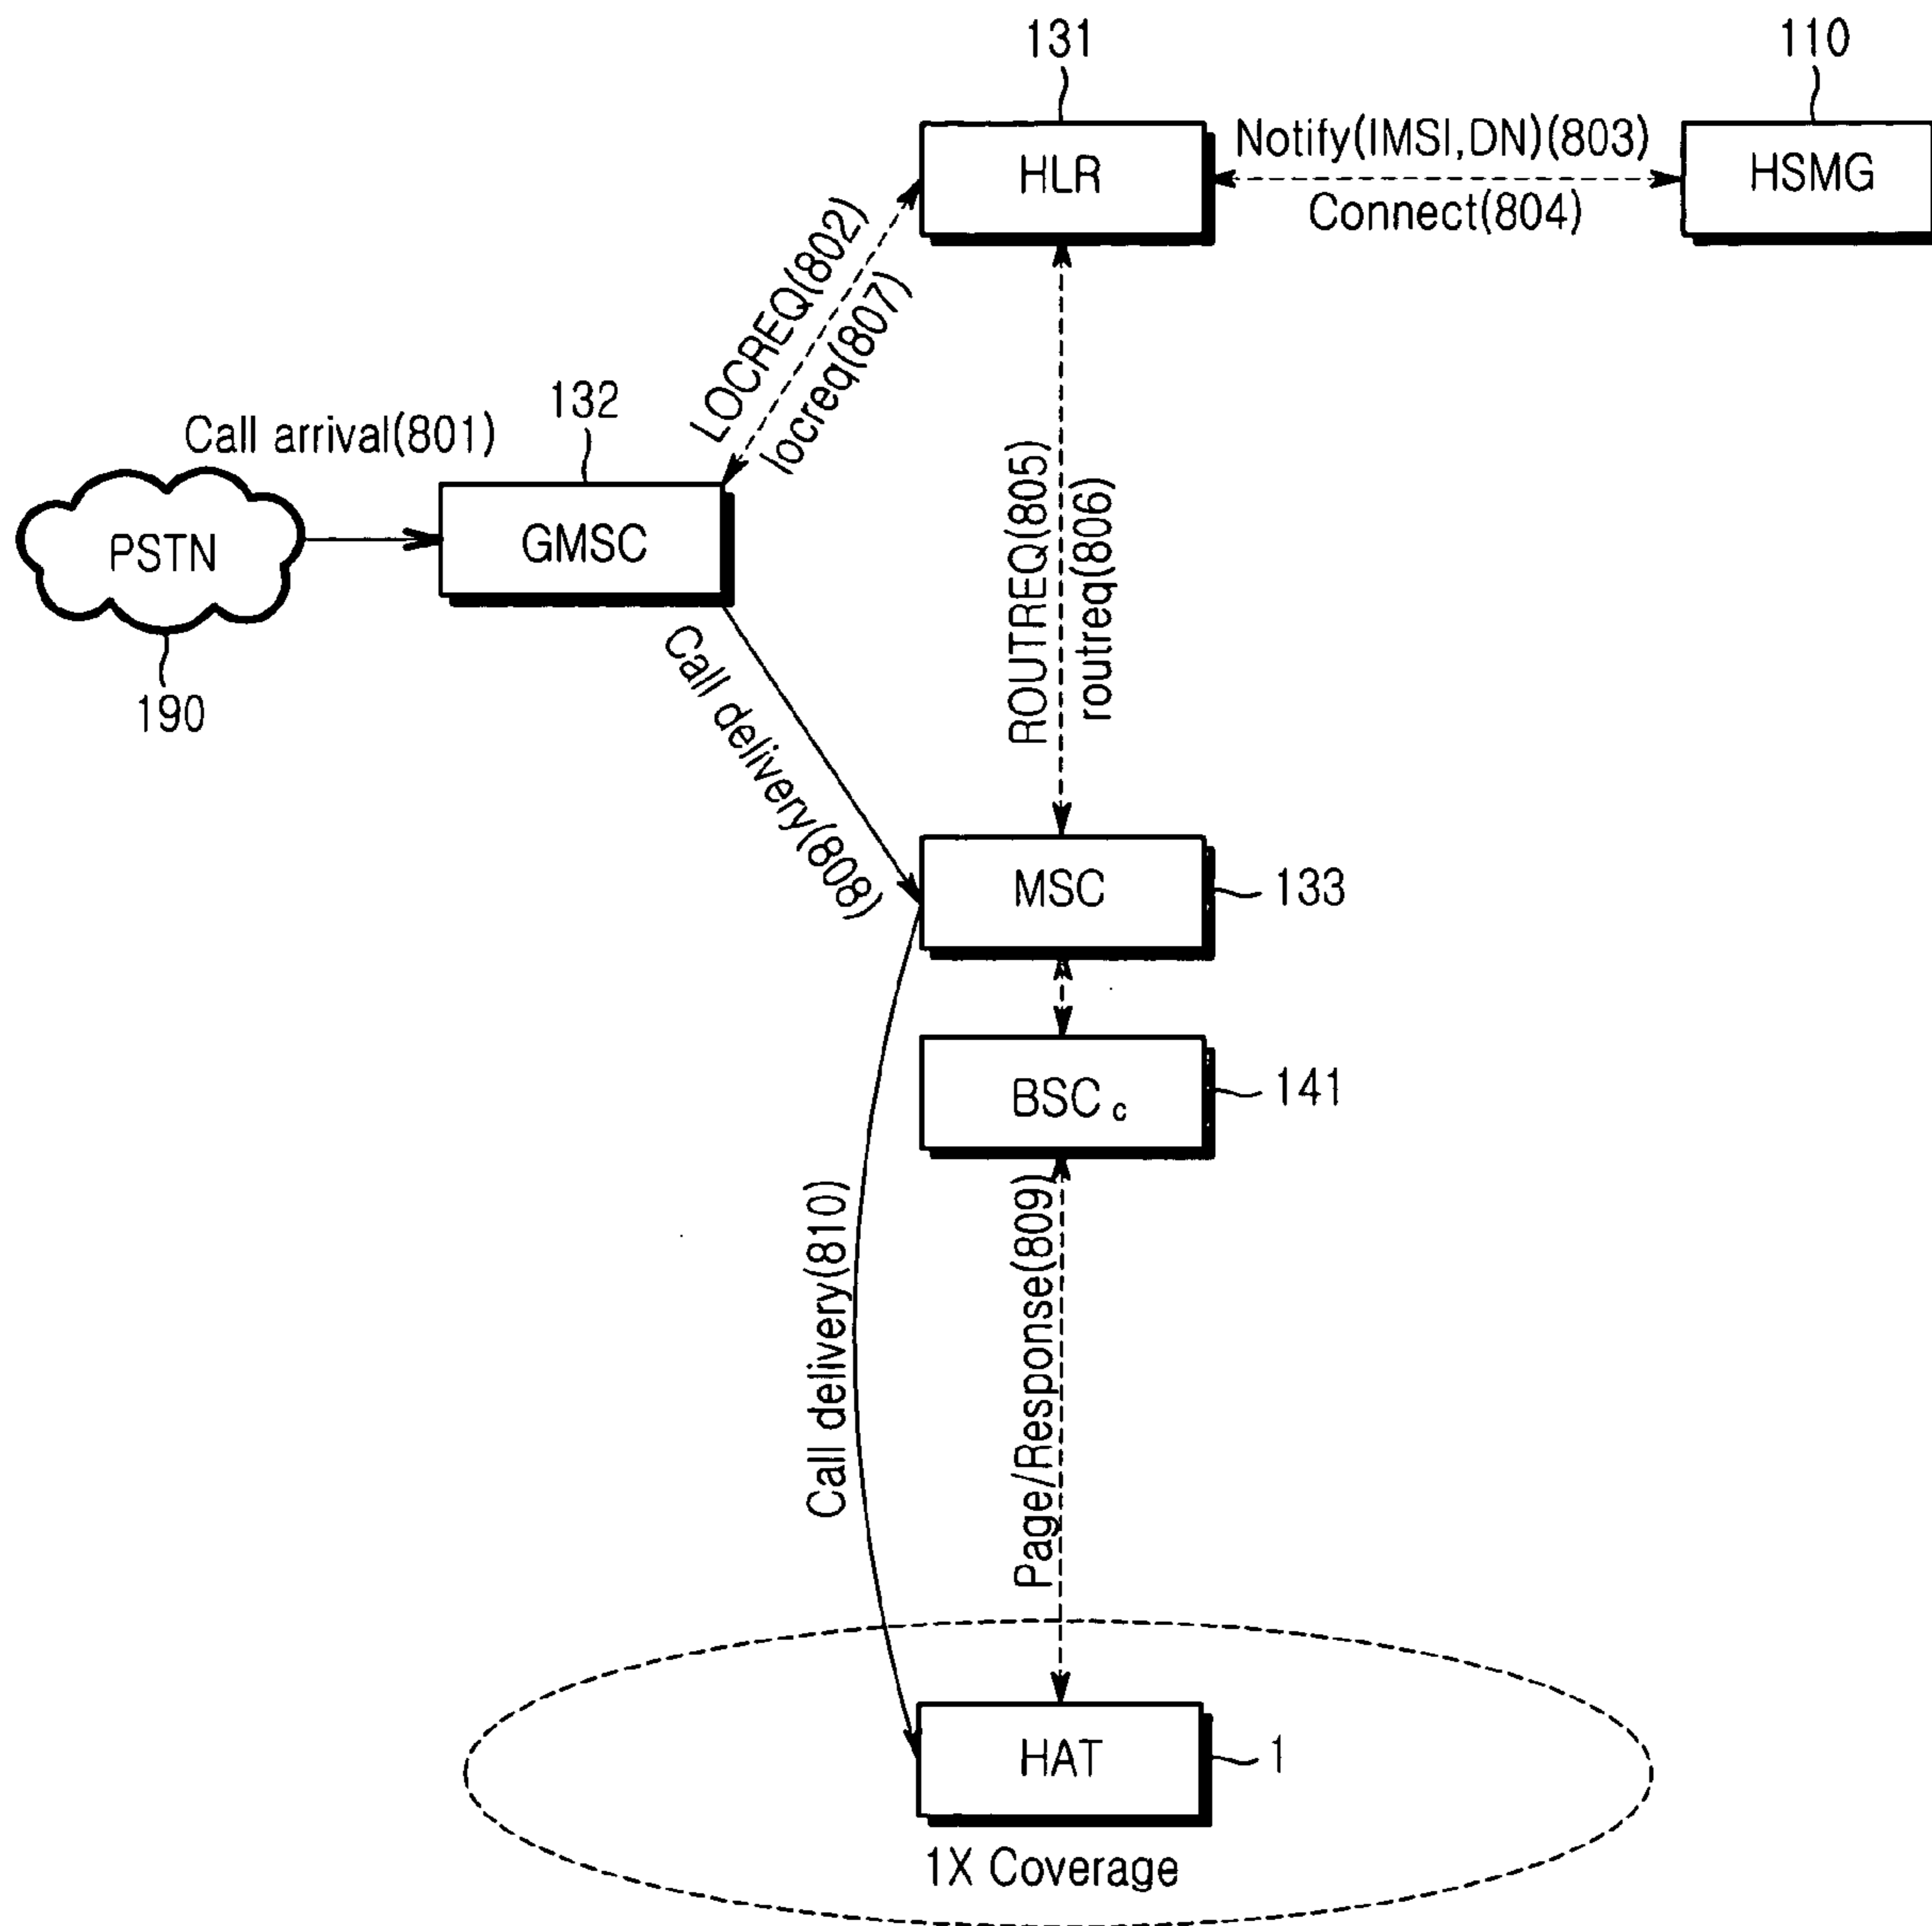 131
110
HLR
Notify(IMSI,DN)(803)
Connect(804)
HSMG
LOCREQ(802)
locreq(807)
Call arrival(801)
132
PSTN
GMSC
190
ROUTREQ(805)
routreq(806)
Call delivery(808)
MSC
133
BSCc
141
Call delivery(810)
Page/Response(809)
HAT
1
1X Coverage